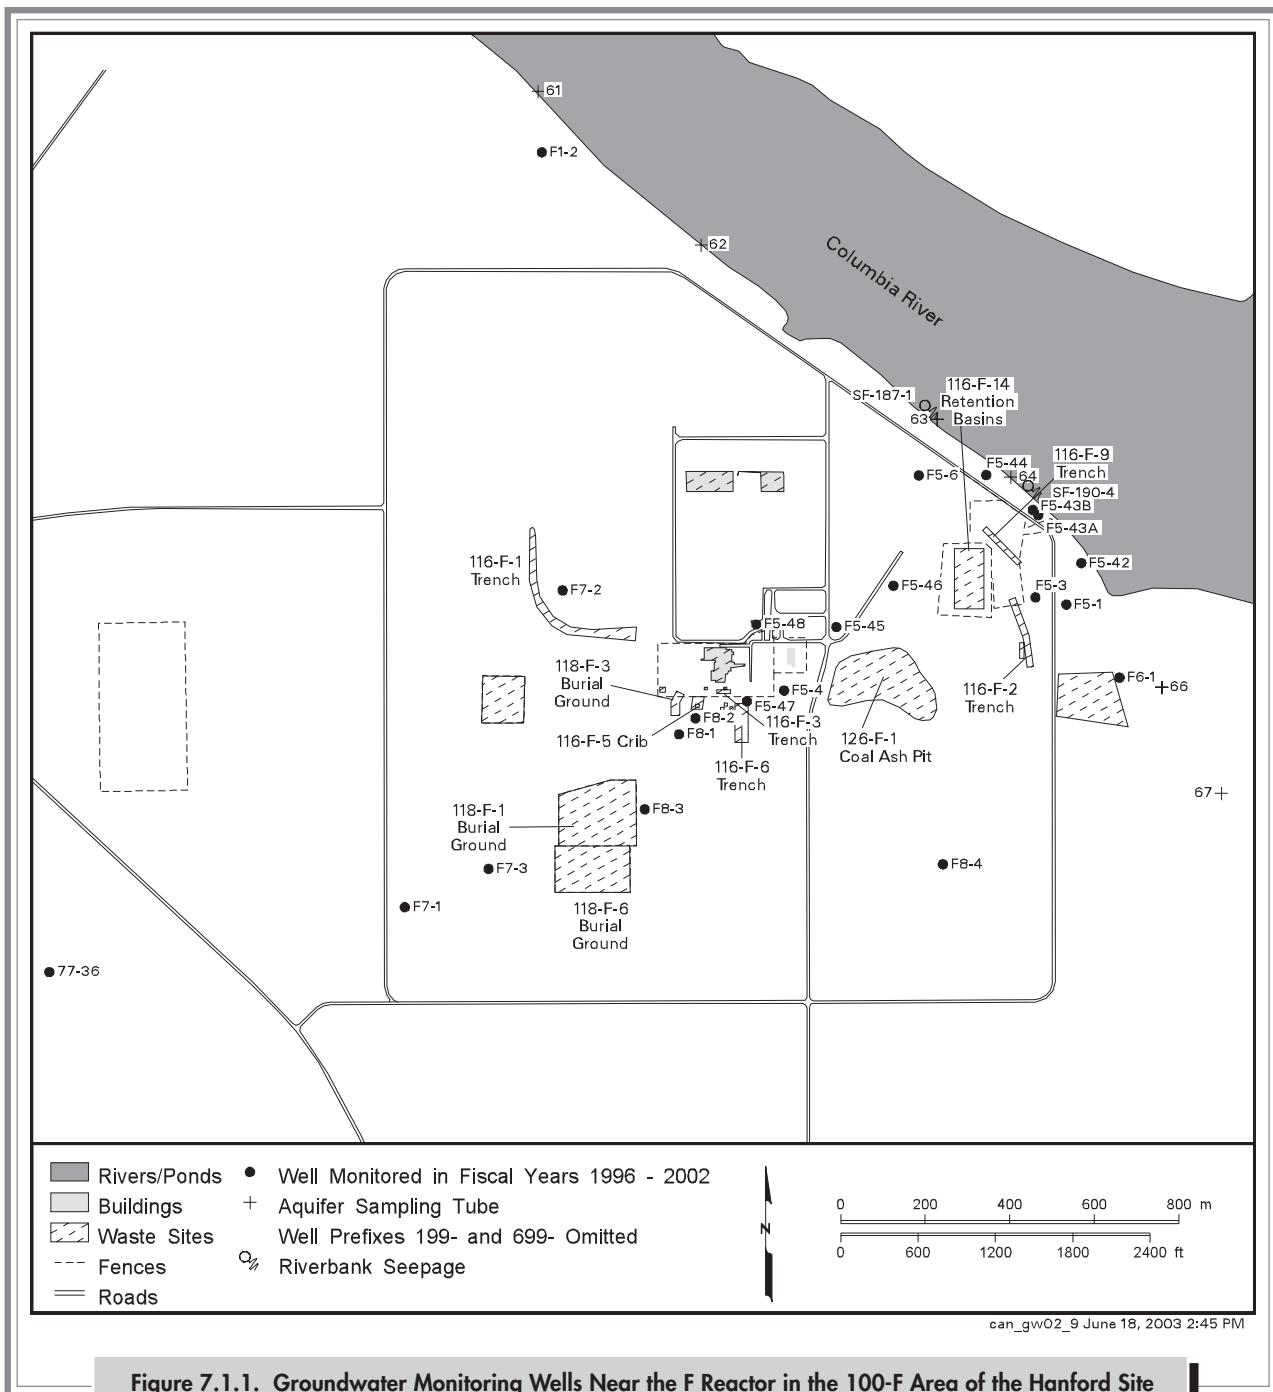 61
F1-2
62
Columbia River
SF-187-1
116-F-14
Retention
Basins
63
F5-6
F5-44
64
116-F-9
Trench
SF-190-4
F5-43B
F5-43A
F5-42
116-F-1
Trench
F7-2
F5-46
F5-3
F5-1
F5-48
F5-45
118-F-3
Burial
Ground
F5-4
F5-47
116-F-2
Trench
F6-1
66
F8-2
116-F-3
Trench
116-F-5 Crib
F8-1
126-F-1
Coal Ash Pit
116-F-6
Trench
67
118-F-1
Burial
Ground
F8-3
F7-3
F8-4
F7-1
118-F-6
Burial
Ground
77-36
Rivers/Ponds
Buildings
Waste Sites
Fences
Roads
Well Monitored in Fiscal Years 1996 - 2002
Aquifer Sampling Tube
Well Prefixes 199- and 699- Omitted
Riverbank Seepage
N
0 200 400 600 800 m
0 600 1200 1800 2400 ft
can_gw02_9 June 18, 2003 2:45 PM
Figure 7.1.1. Groundwater Monitoring Wells Near the F Reactor in the 100-F Area of the Hanford Site